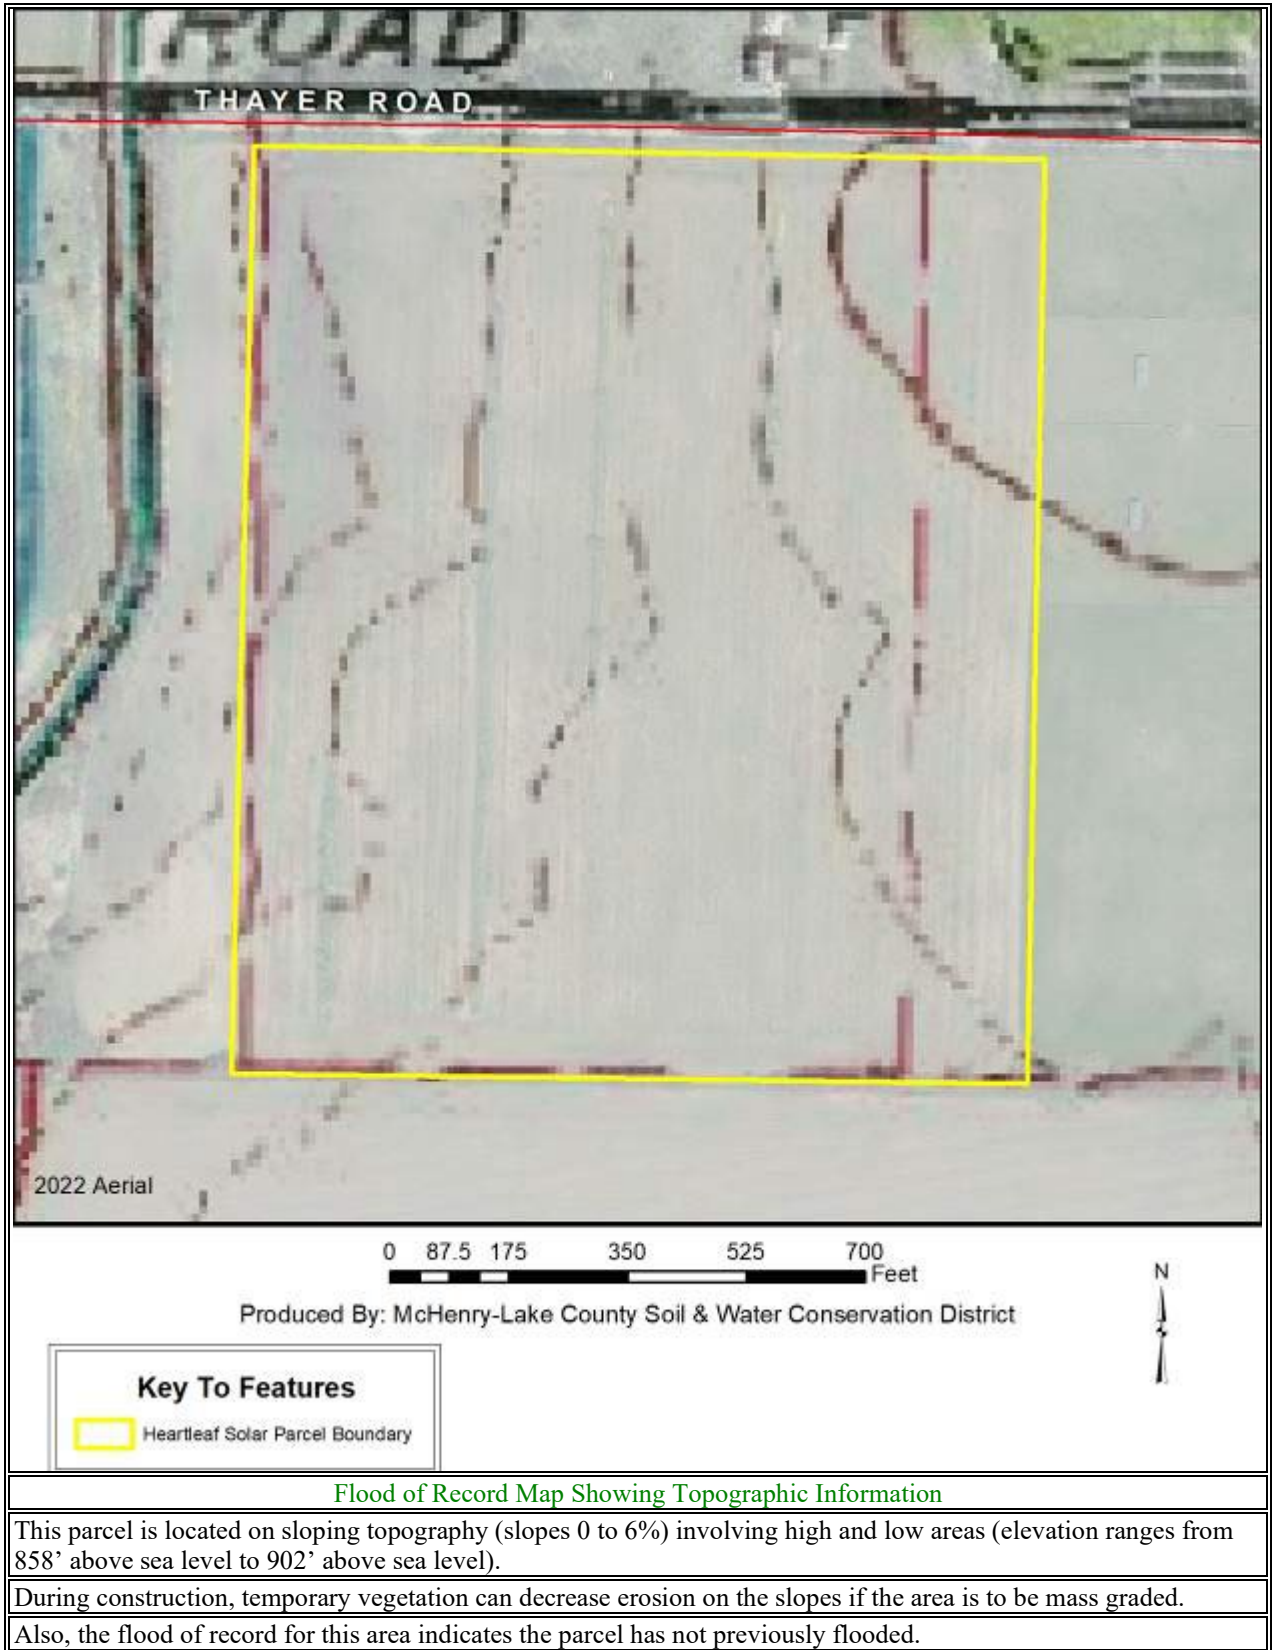 ROAD
THAYER ROAD
2022 Aerial
0 87.5 175 350 525 700
Feet
N
Produced By: McHenry-Lake County Soil & Water Conservation District
Key To Features
Heartleaf Solar Parcel Boundary
Flood of Record Map Showing Topographic Information
This parcel is located on sloping topography (slopes 0 to 6%) involving high and low areas (elevation ranges from
858’ above sea level to 902’ above sea level).
During construction, temporary vegetation can decrease erosion on the slopes if the area is to be mass graded.
Also, the flood of record for this area indicates the parcel has not previously flooded.